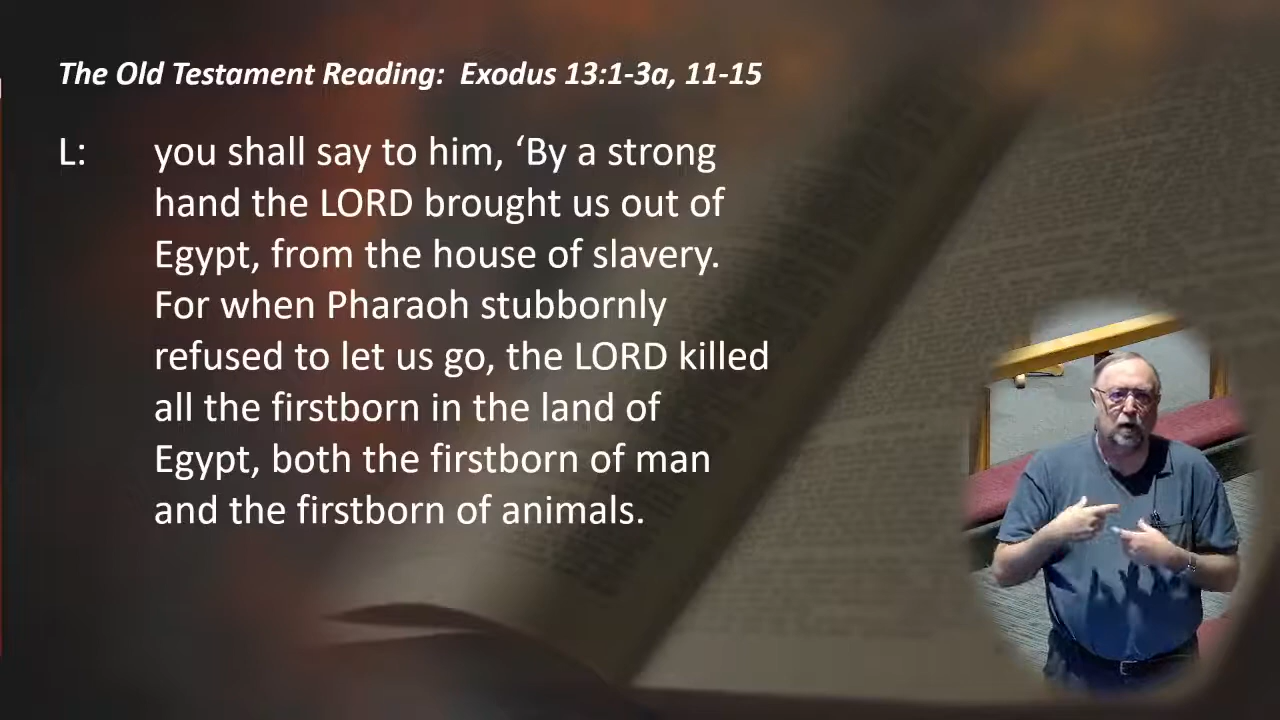 The Old Testament Reading: Exodus 13:1-3a, 11-15
L: you shall say to him, ‘By a strong
hand the LORD brought us out of
Egypt, from the house of slavery.
For when Pharaoh stubbornly
refused to let us go, the LORD killed
all the firstborn in the land of
Egypt, both the firstborn of man
and the firstborn of animals.